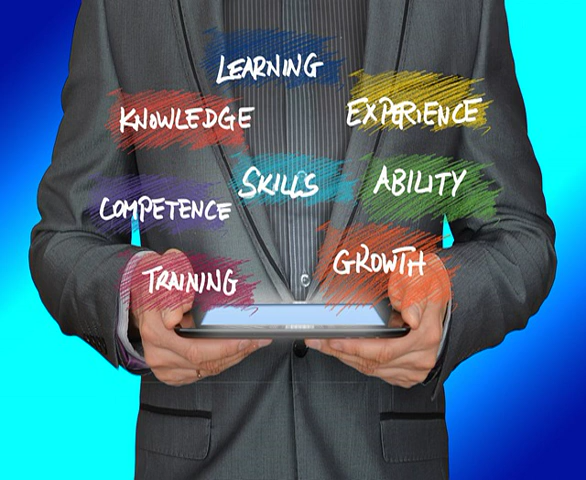 LEARNING
KNOWLEDGE
EXPERIENCE
SKILLS
ABILITY
COMPETENCE
GROWTH
TRAINING